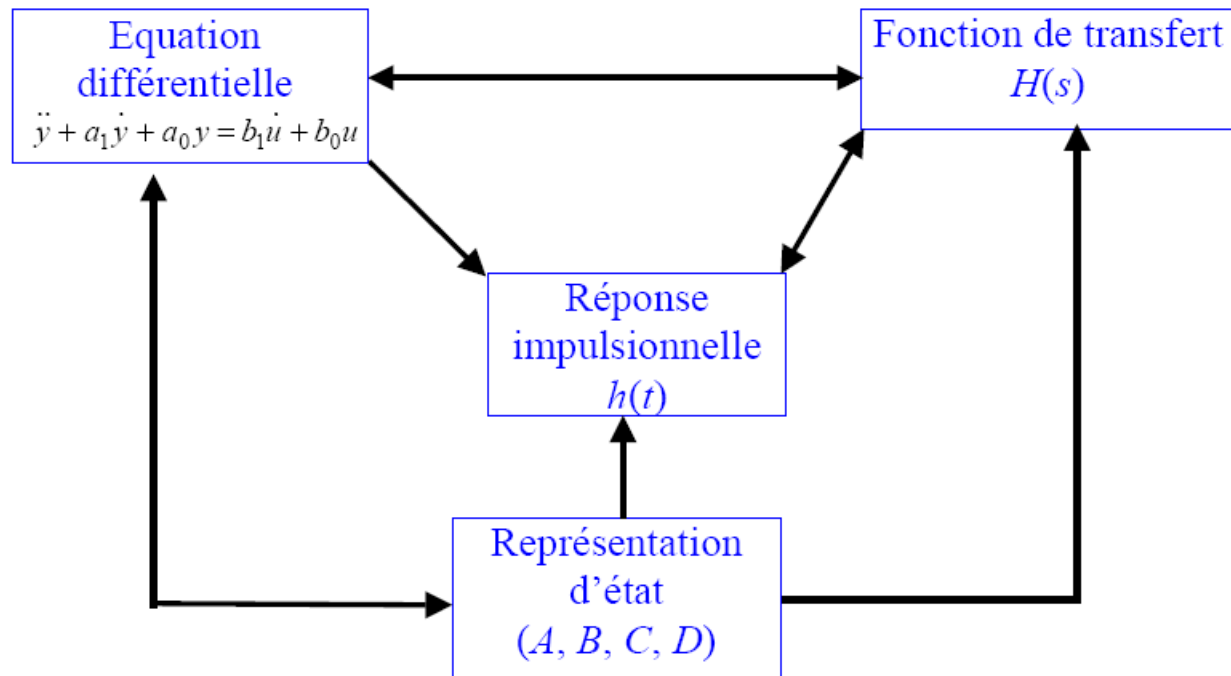 Equation
différentielle
ÿ + a₁ẏ + a₀y = b₁u̇ + b₀u
Fonction de transfert
H(s)
Réponse
impulsionnelle
h(t)
Représentation
d’état
(A, B, C, D)